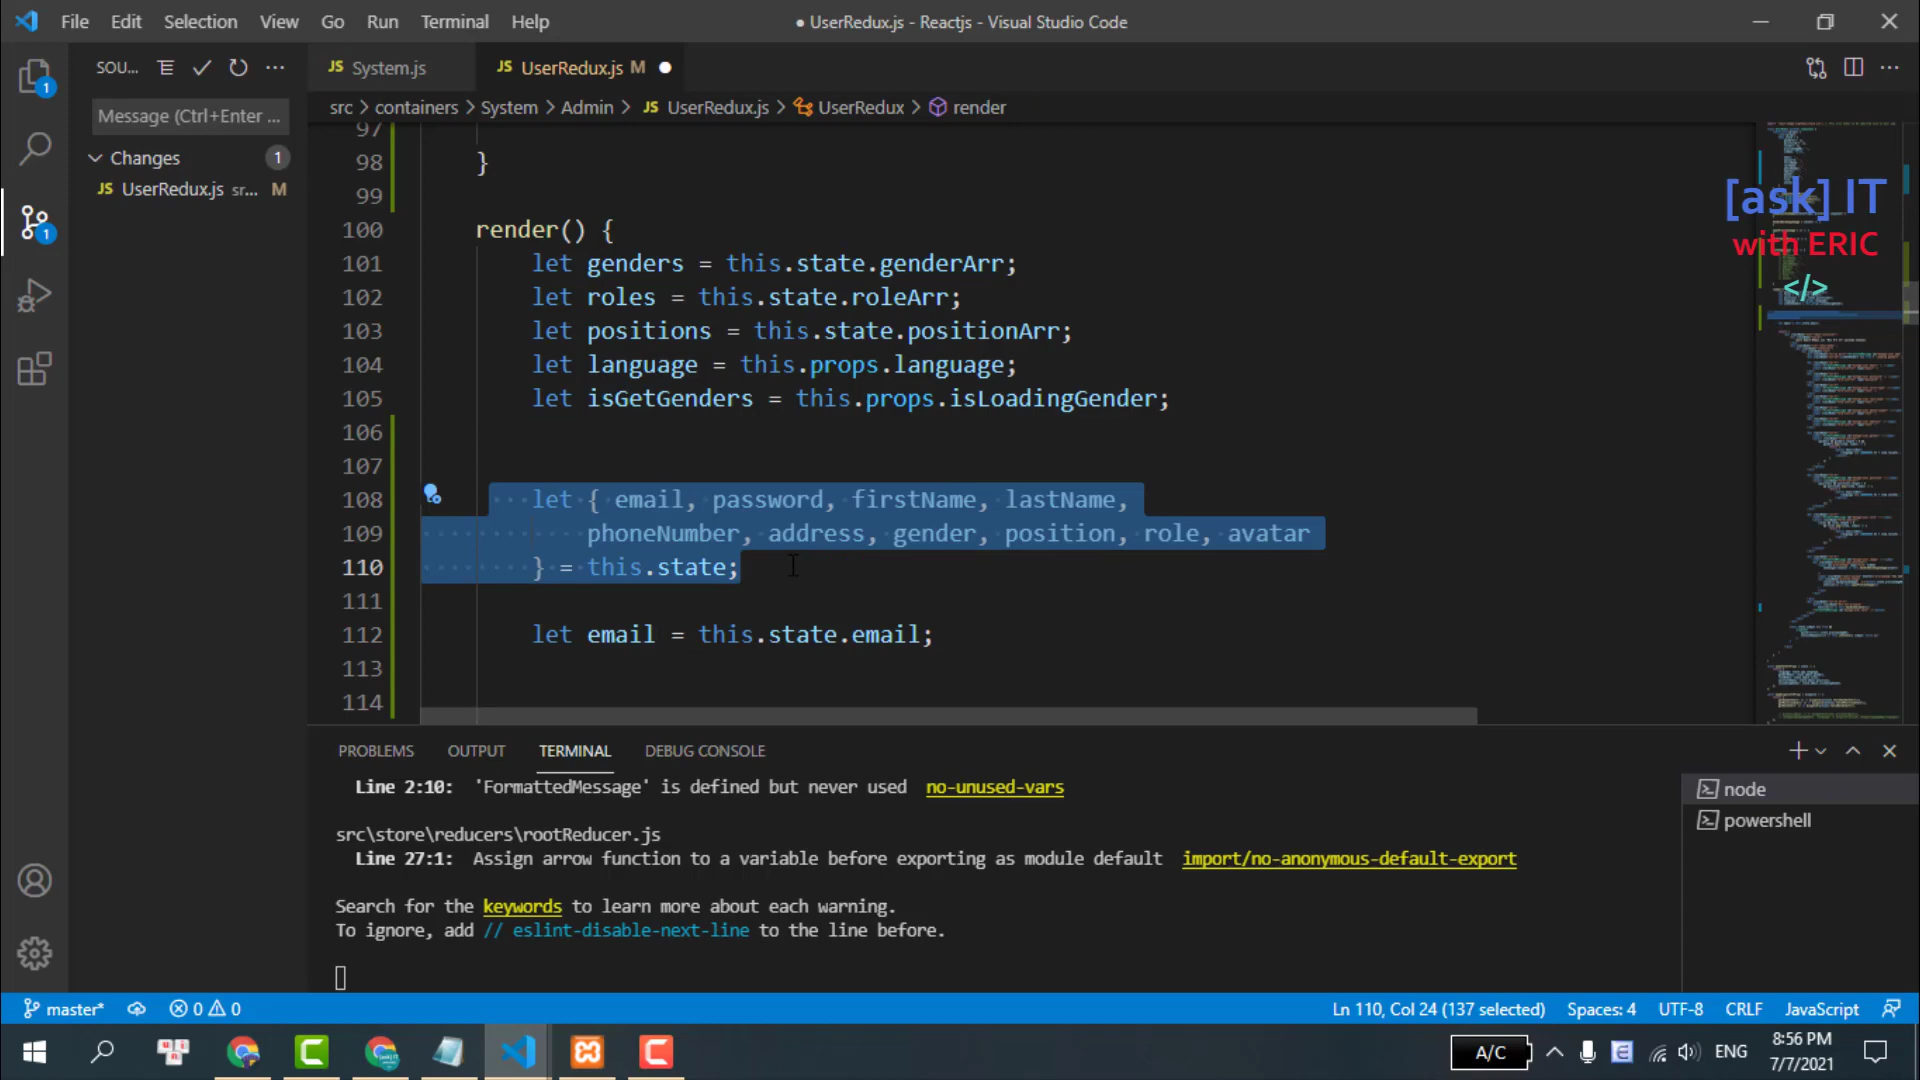 File Edit Selection View Go Run Terminal Help
● UserRedux.js - Reactjs - Visual Studio Code
SOU...
JS System.js
JS UserRedux.js M
src > containers > System > Admin > JS UserRedux.js > UserRedux > render
Message (Ctrl+Enter ...
Changes 1
JS UserRedux.js sr... M
1
1
97
98 }
99
100 render() {
101 let genders = this.state.genderArr;
102 let roles = this.state.roleArr;
103 let positions = this.state.positionArr;
104 let language = this.props.language;
105 let isGetGenders = this.props.isLoadingGender;
106
107
108 let { email, password, firstName, lastName,
109 phoneNumber, address, gender, position, role, avatar
110 } = this.state;
111
112 let email = this.state.email;
113
114
[ask] IT
with ERIC
</>
PROBLEMS OUTPUT TERMINAL DEBUG CONSOLE
Line 2:10: 'FormattedMessage' is defined but never used no-unused-vars
src\store\reducers\rootReducer.js
Line 27:1: Assign arrow function to a variable before exporting as module default import/no-anonymous-default-export
Search for the keywords to learn more about each warning.
To ignore, add // eslint-disable-next-line to the line before.
node
powershell
master* 0 0
Ln 110, Col 24 (137 selected) Spaces: 4 UTF-8 CRLF JavaScript
A/C
ENG
8:56 PM
7/7/2021